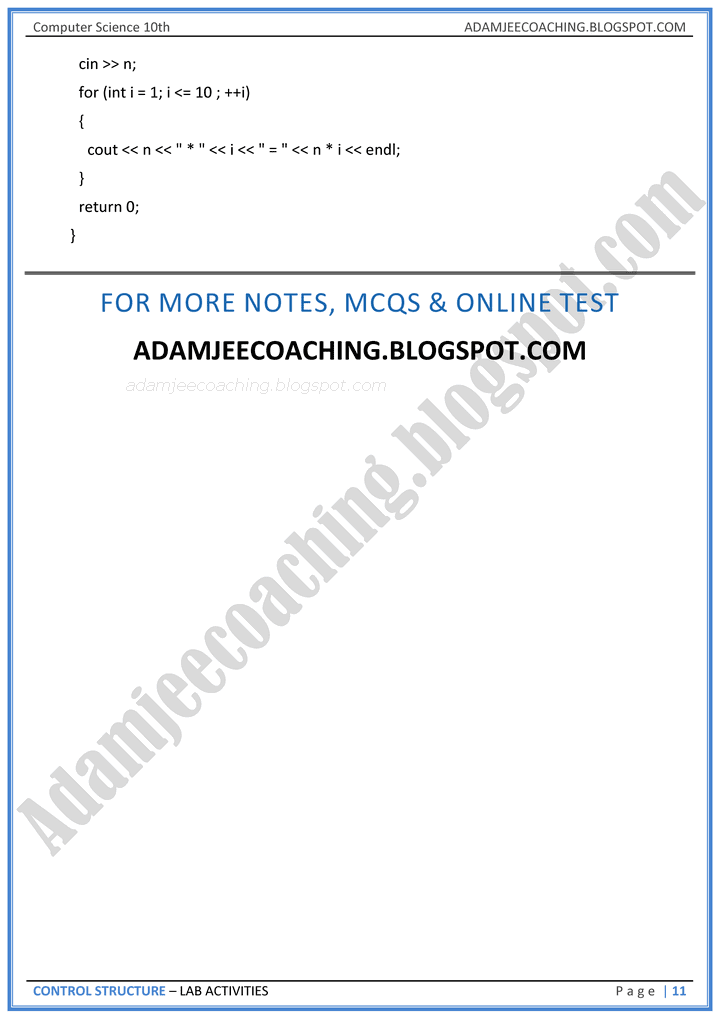 Computer Science 10th ADAMJEECOACHING.BLOGSPOT.COM
cin >> n;
for (int i = 1; i <= 10 ; ++i)
{
cout << n << " * " << i << " = " << n * i << endl;
}
return 0;
}
FOR MORE NOTES, MCQS & ONLINE TEST
ADAMJEECOACHING.BLOGSPOT.COM
adamjeecoaching.blogspot.com
Adamjeecoaching.blogspot.com
CONTROL STRUCTURE – LAB ACTIVITIES Page | 11